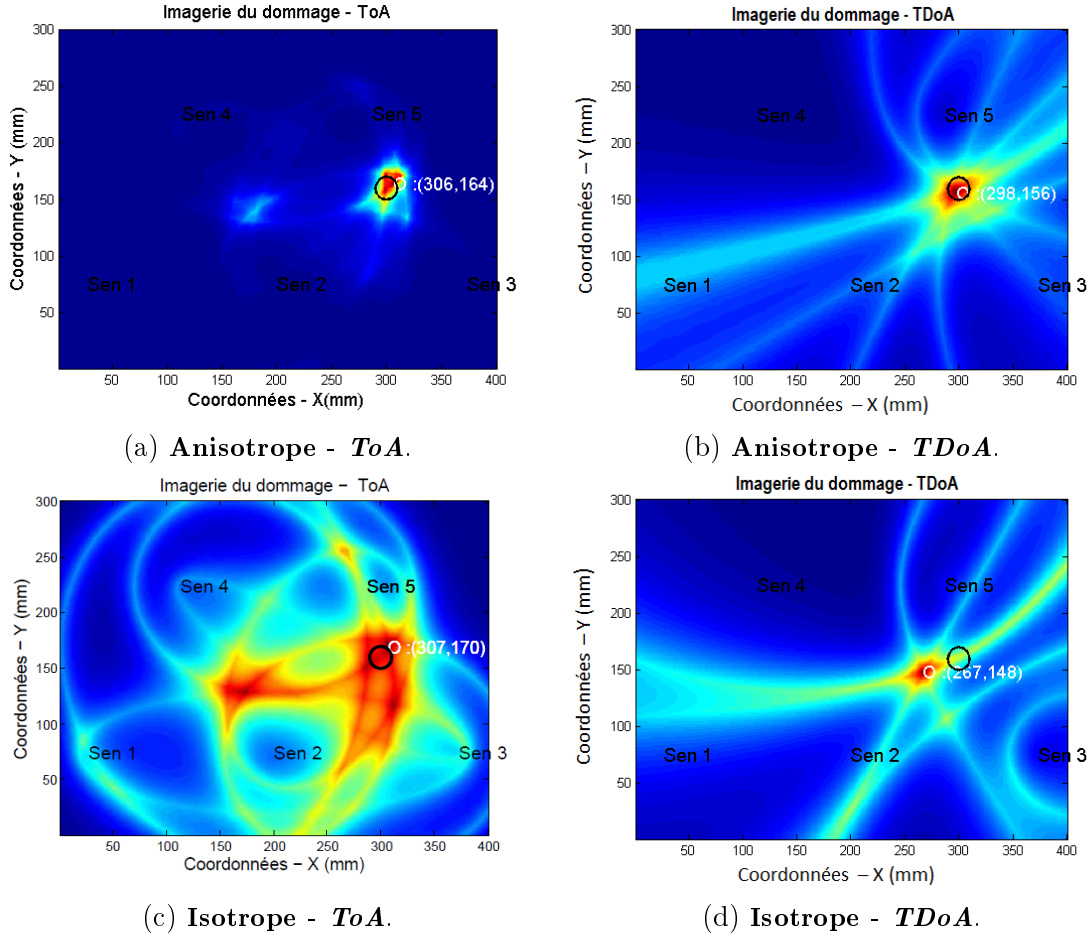 Imagerie du dommage - ToA
300
250
200
150
100
50
Coordonnées - Y (mm)
Sen 4
Sen 5
O :(306,164)
Sen 1
Sen 2
Sen 3
50 100 150 200 250 300 350 400
Coordonnées - X(mm)
(a) Anisotrope - ToA.
Imagerie du dommage - TDoA
300
250
200
150
100
50
Coordonnées – Y (mm)
Sen 4
Sen 5
O :(298,156)
Sen 1
Sen 2
Sen 3
50 100 150 200 250 300 350 400
Coordonnées – X (mm)
(b) Anisotrope - TDoA.
Imagerie du dommage – ToA
300
250
200
150
100
50
Coordonnées – Y (mm)
Sen 4
Sen 5
O :(307,170)
Sen 1
Sen 2
Sen 3
50 100 150 200 250 300 350 400
Coordonnées – X (mm)
(c) Isotrope - ToA.
Imagerie du dommage - TDoA
300
250
200
150
100
50
Coordonnées – Y (mm)
Sen 4
Sen 5
O :(267,148)
Sen 1
Sen 2
Sen 3
50 100 150 200 250 300 350 400
Coordonnées – X (mm)
(d) Isotrope - TDoA.